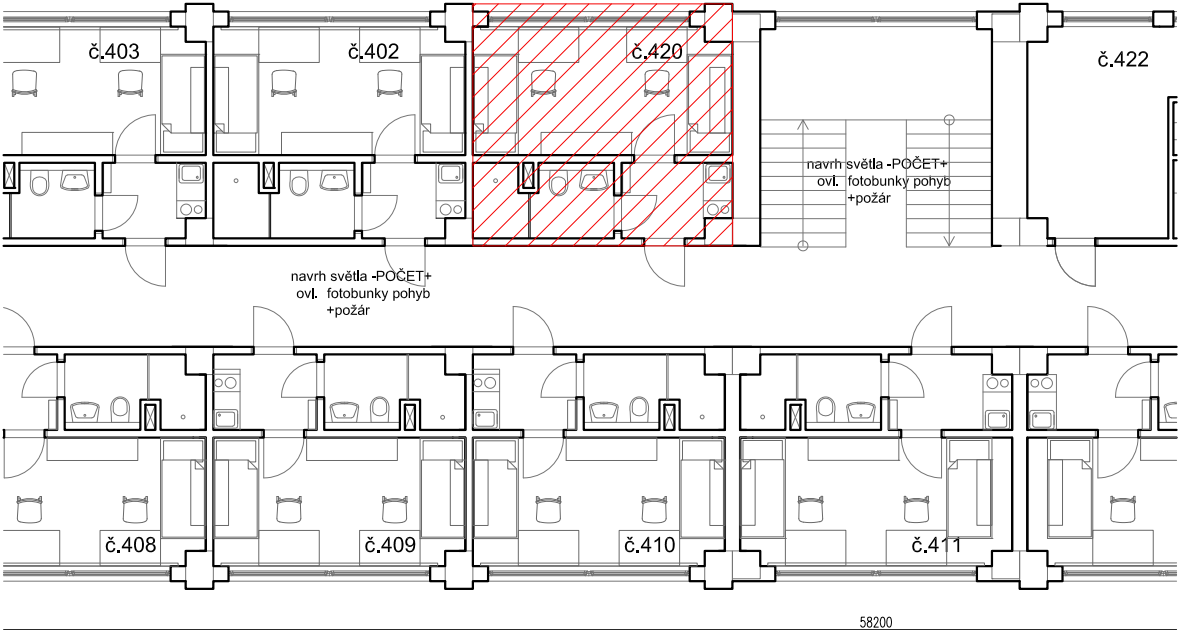 č.403
č.402
č.420
č.422
navrh světla -POČET+
ovl. fotobunky pohyb
+požár
navrh světla -POČET+
ovl. fotobunky pohyb
+požár
č.408
č.409
č.410
č.411
58200